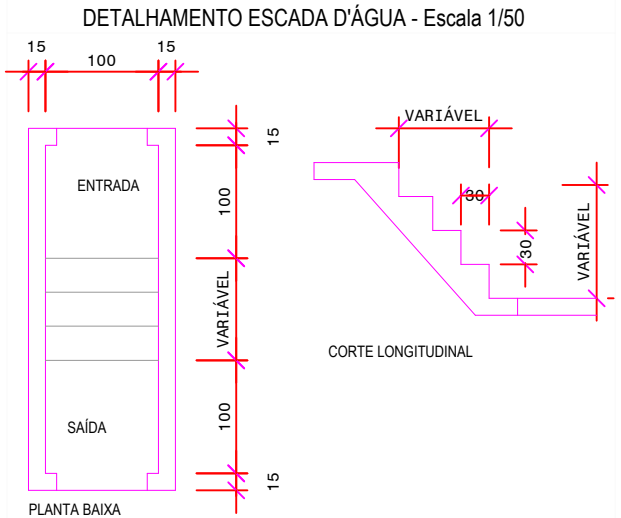 DETALHAMENTO ESCADA D'ÁGUA - Escala 1/50
15 100 15
15
ENTRADA
100
VARIÁVEL
SAÍDA
100
15
PLANTA BAIXA
VARIÁVEL
30
30
VARIÁVEL
CORTE LONGITUDINAL